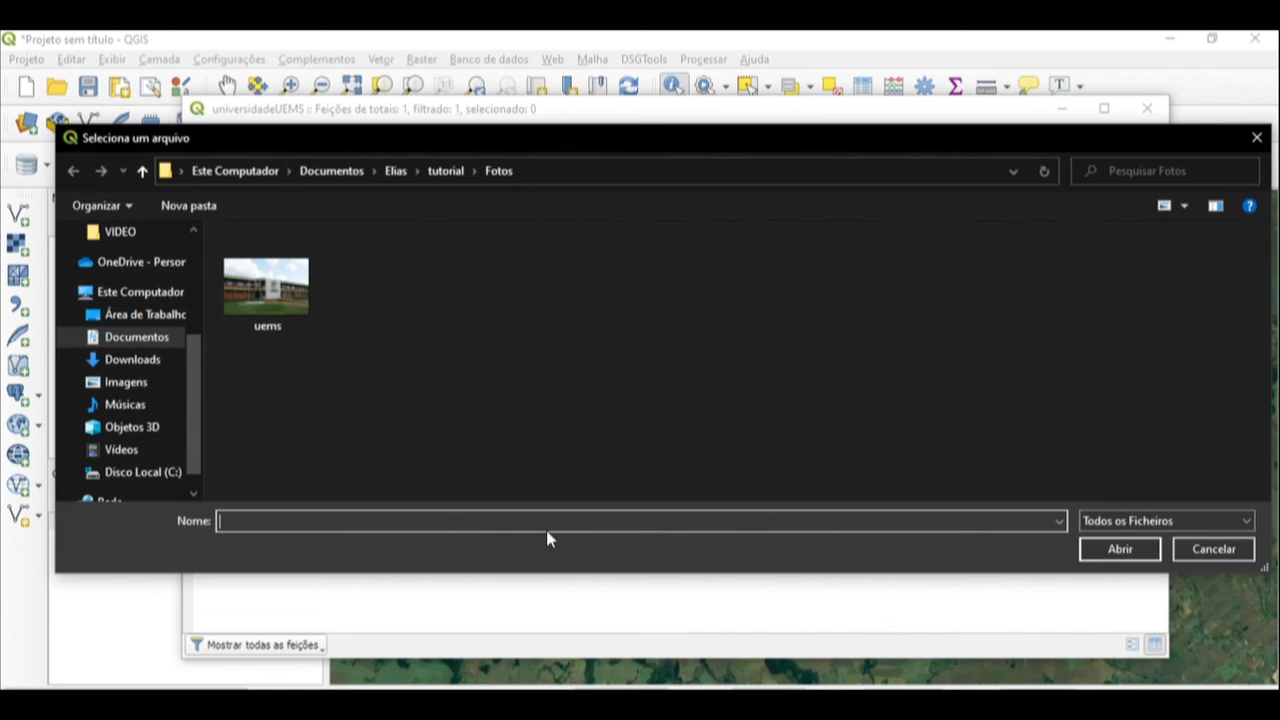 *Projeto sem título - QGIS
Projeto Editar Exibir Camada Configurações Complementos Vetor Raster Banco de dados Web Malha DSGTools Processar Ajuda
universidadeUEMS :: Feições de totais: 1, filtrado: 1, selecionado: 0
Seleciona um arquivo
Este Computador › Documentos › Elias › tutorial › Fotos
Pesquisar Fotos
Organizar
Nova pasta
VIDEO
OneDrive - Person
Este Computador
Área de Trabalho
Documentos
Downloads
Imagens
Músicas
Objetos 3D
Vídeos
Disco Local (C:)
uems
Nome:
Todos os Ficheiros
Abrir
Cancelar
Mostrar todas as feições